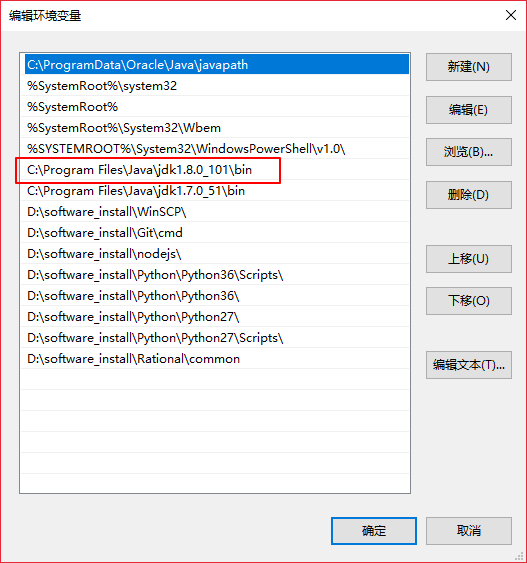 编辑环境变量
C:\ProgramData\Oracle\Java\javapath
%SystemRoot%\system32
%SystemRoot%
%SystemRoot%\System32\Wbem
%SYSTEMROOT%\System32\WindowsPowerShell\v1.0\
C:\Program Files\Java\jdk1.8.0_101\bin
C:\Program Files\Java\jdk1.7.0_51\bin
D:\software_install\WinSCP\
D:\software_install\Git\cmd
D:\software_install\nodejs\
D:\software_install\Python\Python36\Scripts\
D:\software_install\Python\Python36\
D:\software_install\Python\Python27\
D:\software_install\Python\Python27\Scripts\
D:\software_install\Rational\common
新建(N)
编辑(E)
浏览(B)...
删除(D)
上移(U)
下移(O)
编辑文本(T)...
确定
取消